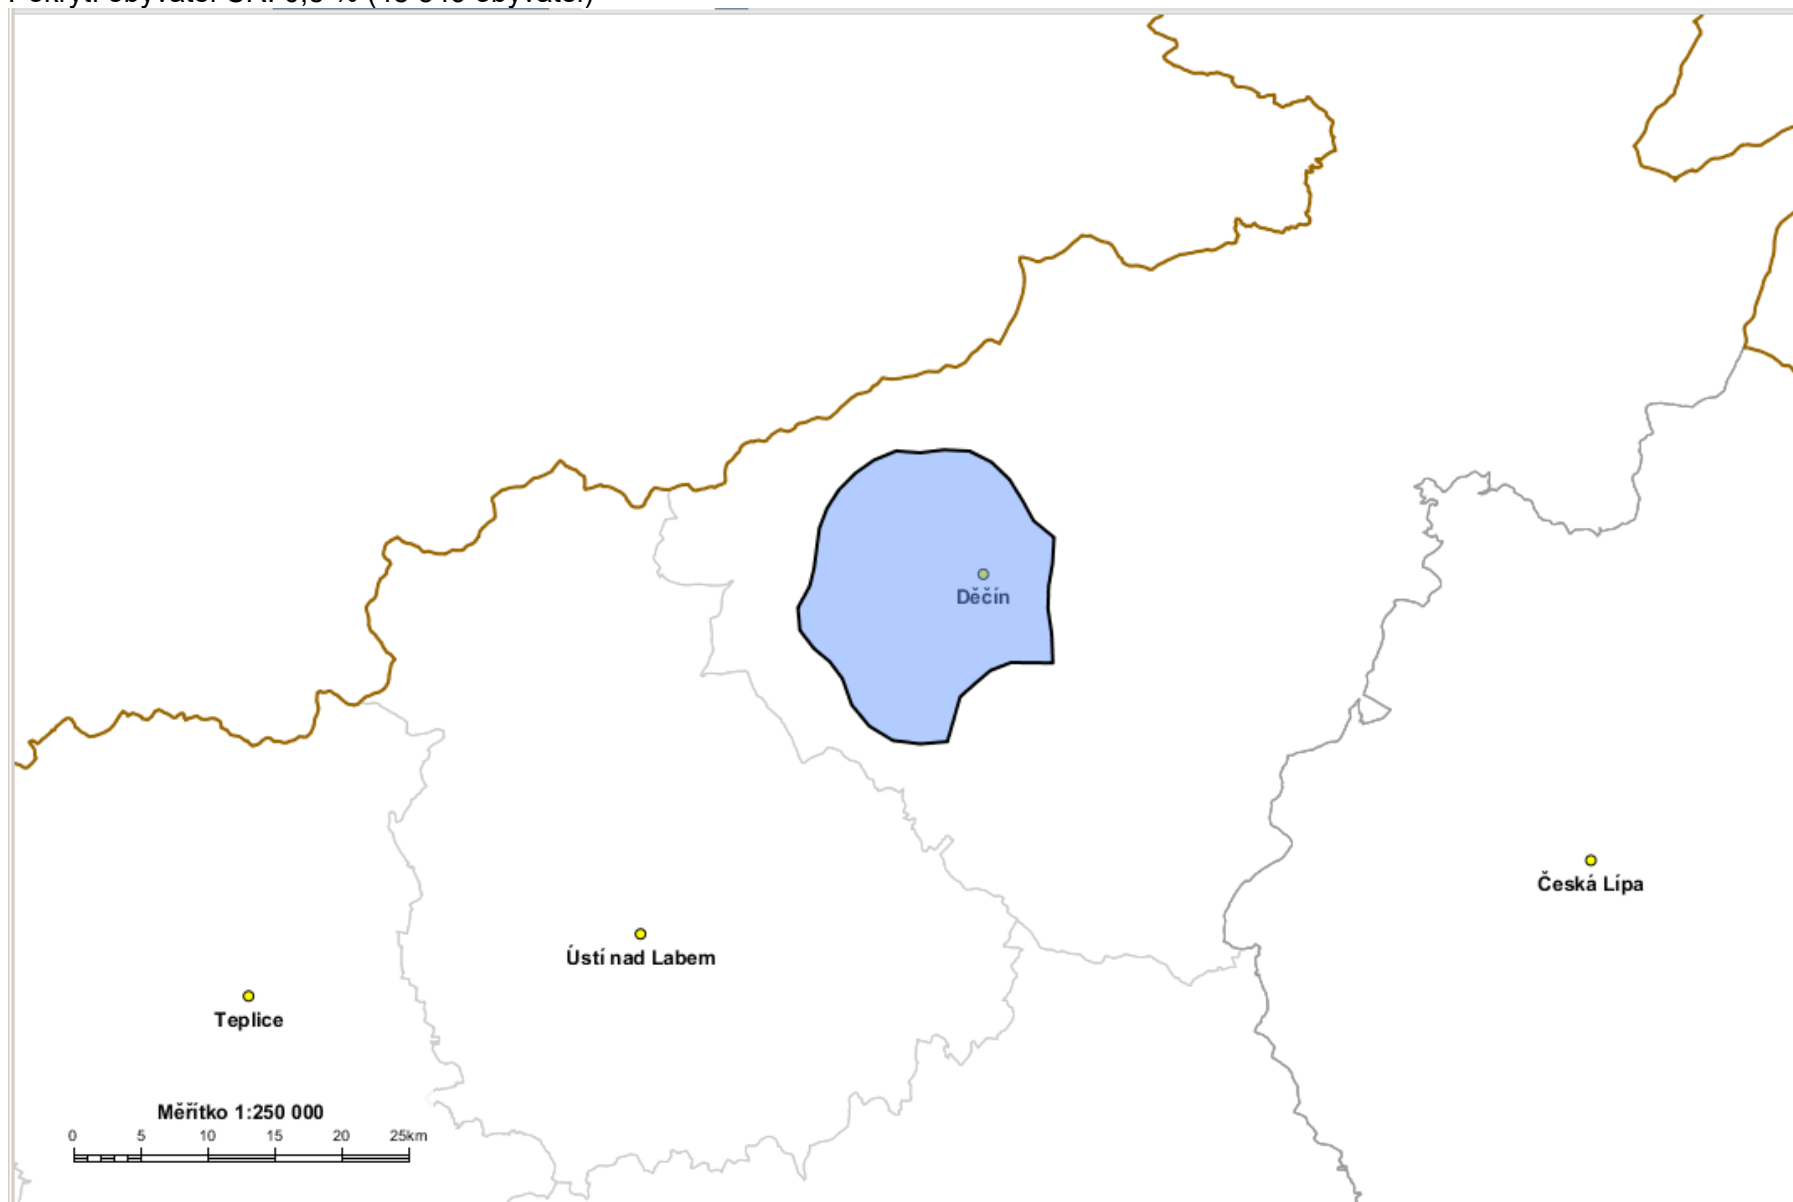 Děčín
Česká Lípa
Ústí nad Labem
Teplice
Měřítko 1:250 000
0 5 10 15 20 25km